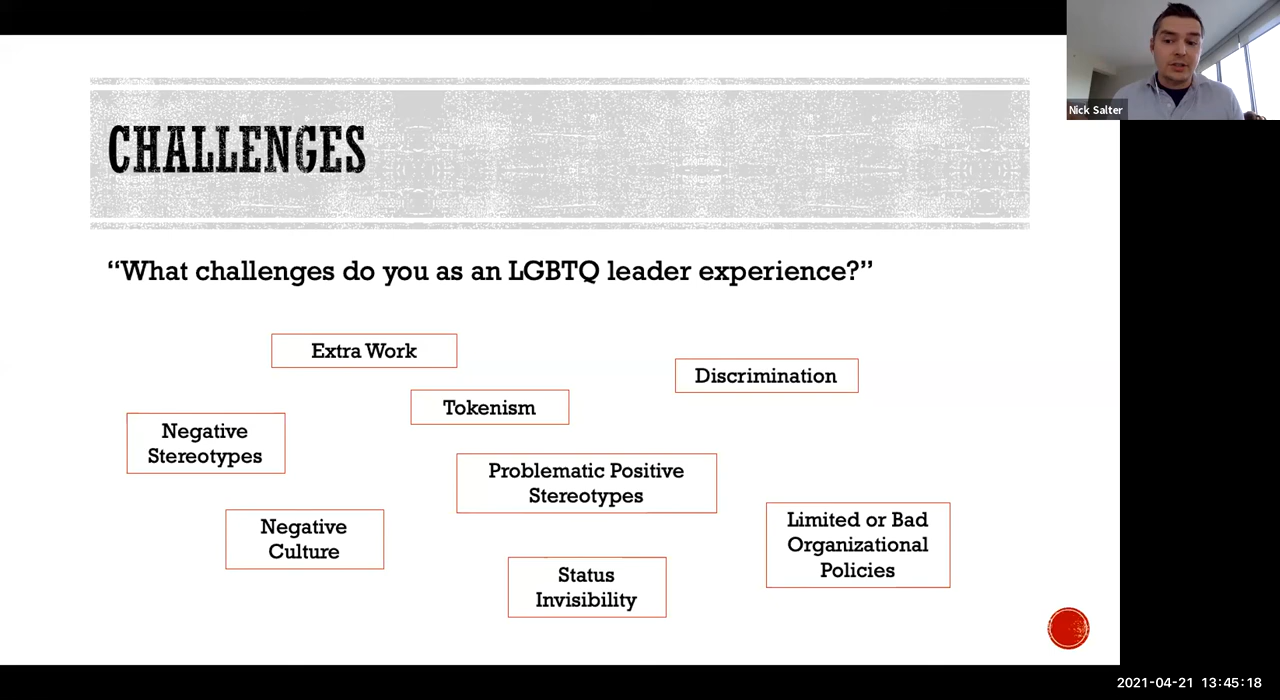 CHALLENGES
Nick Salter
“What challenges do you as an LGBTQ leader experience?”
Extra Work
Discrimination
Tokenism
Negative
Stereotypes
Problematic Positive
Stereotypes
Negative
Culture
Limited or Bad
Organizational
Policies
Status
Invisibility
2021-04-21 13:45:18